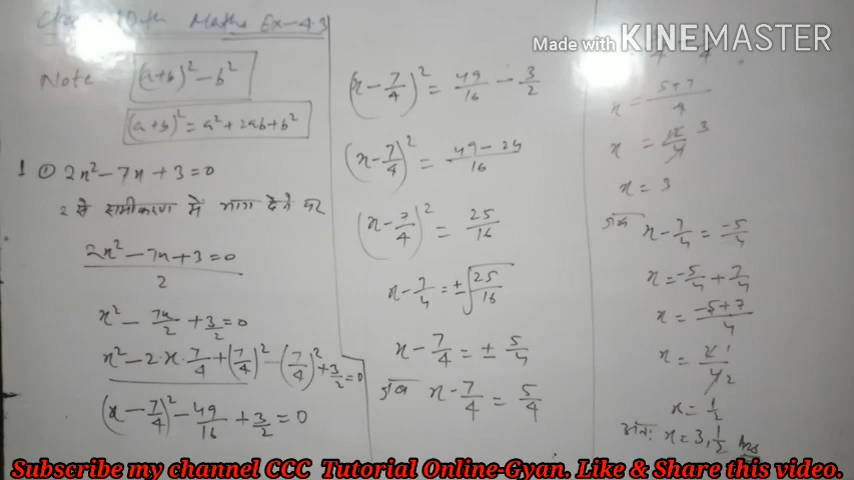 Made with KINEMASTER
Class - 10th Maths Ex-4.3
Note (a+b)² - b²
(a+b)² = a² + 2ab + b²
1 ① 2x² - 7x + 3 = 0
2 से समीकरण में भाग देने पर
2x² - 7x + 3 = 0
2
x² - 7x/2 + 3/2 = 0
x² - 2·x·7/4 + (7/4)² - (7/4)² + 3/2 = 0
(x - 7/4)² - 49/16 + 3/2 = 0
(x - 7/4)² = 49/16 - 3/2
(x - 7/4)² = 49 - 24/16
(x - 7/4)² = 25/16
x - 7/4 = ± √25/16
x - 7/4 = ± 5/4
जब x - 7/4 = 5/4
4 4
x = 5+7/4
x = 12/4 3
x = 3
जब x - 7/4 = -5/4
x = -5/4 + 7/4
x = -5+7/4
x = 2/4 1 2
x = 1/2
अतः x = 3, 1/2 Ans
Subscribe my channel CCC Tutorial Online-Gyan. Like & Share this video.